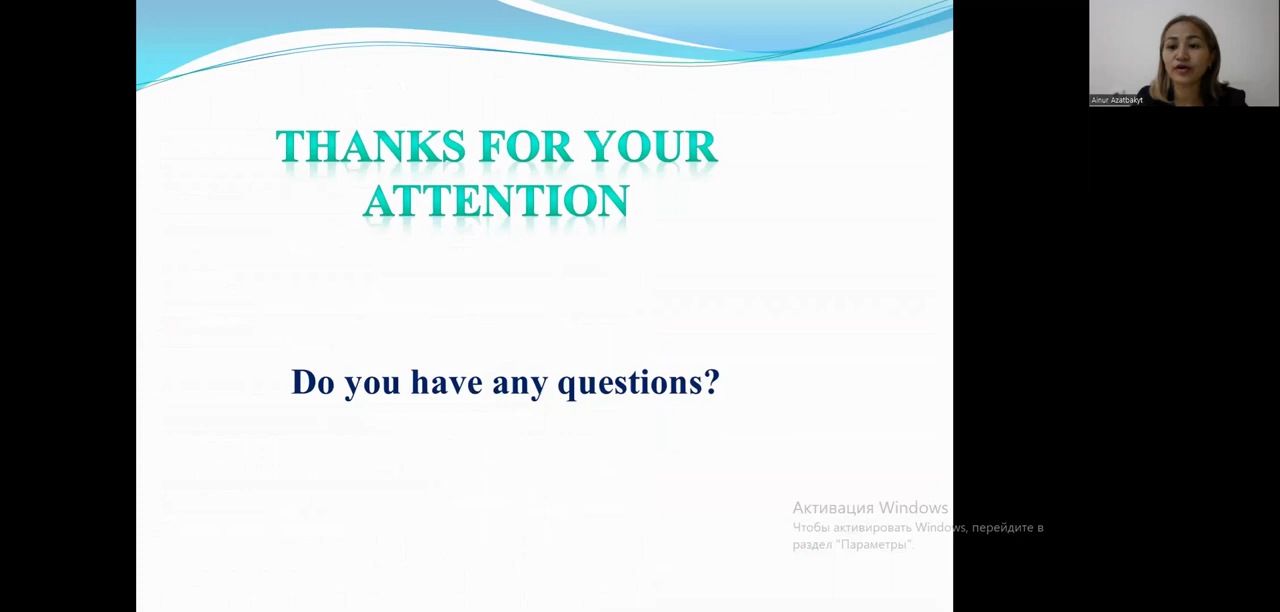 THANKS FOR YOUR
ATTENTION
Do you have any questions?
Ainur Azatbakyt
Активация Windows
Чтобы активировать Windows, перейдите в
раздел "Параметры".